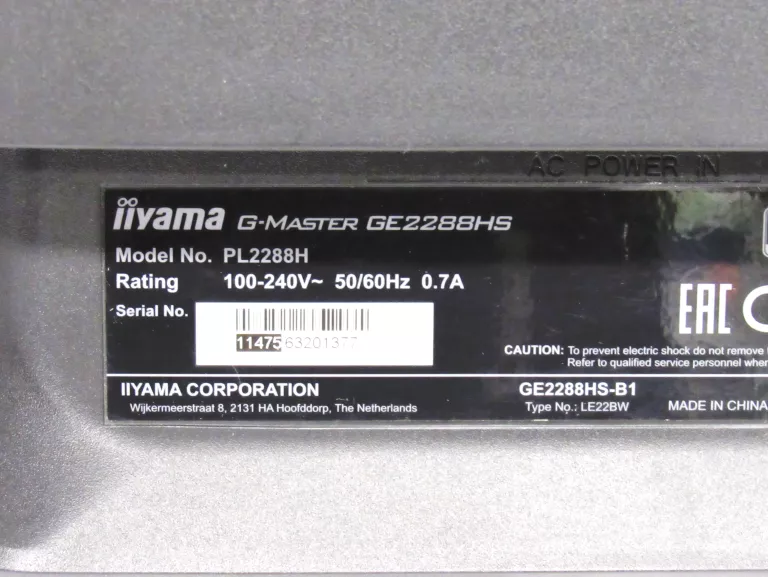 AC POWER IN
iiyama G-MASTER GE2288HS
Model No. PL2288H
Rating 100-240V~ 50/60Hz 0.7A
Serial No.
11475 63201377
EAC
CAUTION: To prevent electric shock do not remove
Refer to qualified service personnel
IIYAMA CORPORATION
Wijkermeerstraat 8, 2131 HA Hoofddorp, The Netherlands
GE2288HS-B1
Type No.: LE22BW
MADE IN CHINA